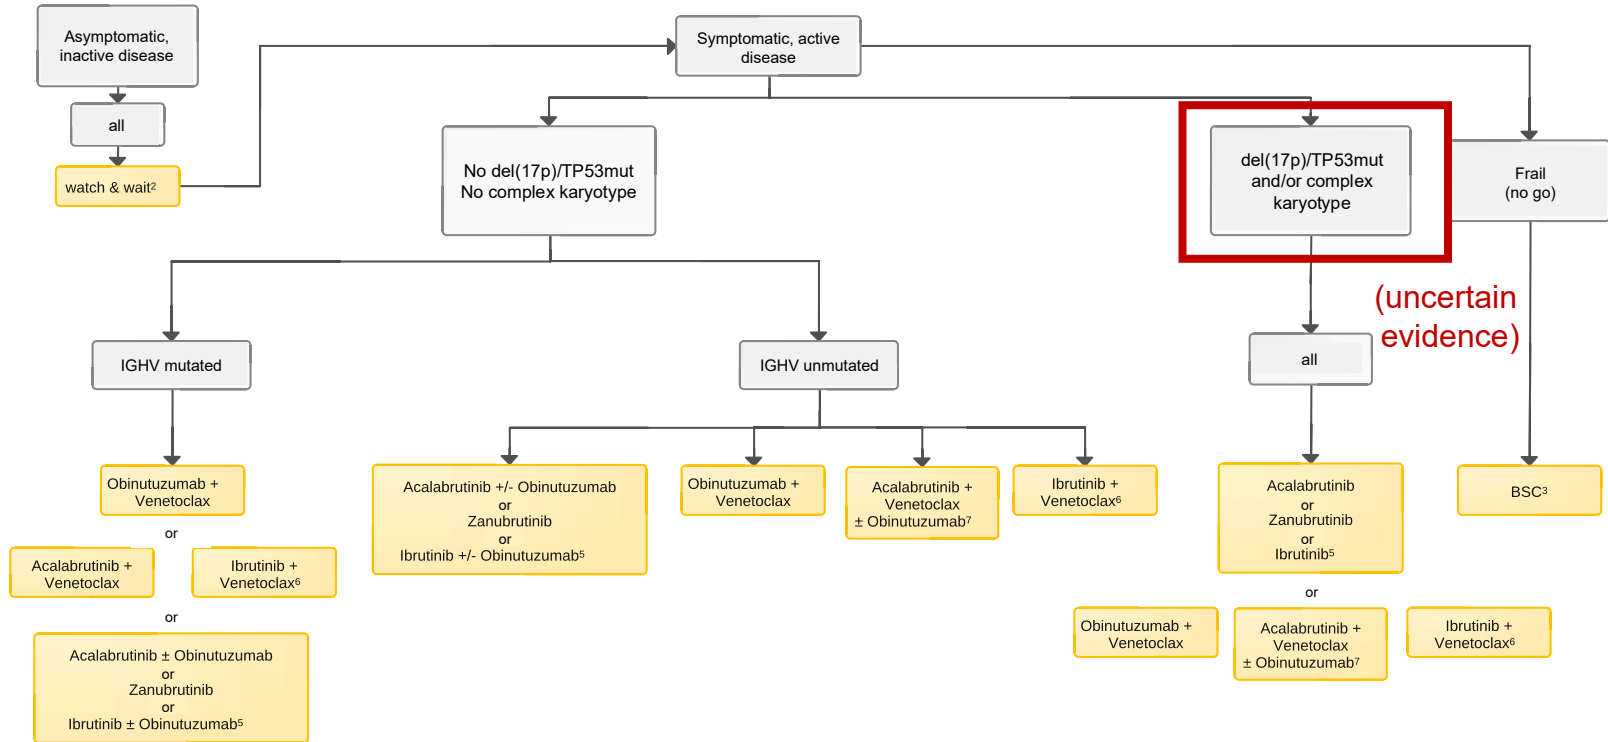 Asymptomatic,
inactive disease
all
watch & wait²
Symptomatic, active
disease
No del(17p)/TP53mut
No complex karyotype
del(17p)/TP53mut
and/or complex
karyotype
Frail
(no go)
(uncertain
evidence)
IGHV mutated
IGHV unmutated
all
Obinutuzumab +
Venetoclax
or
Acalabrutinib +
Venetoclax
Ibrutinib +
Venetoclax⁶
or
Acalabrutinib ± Obinutuzumab
or
Zanubrutinib
or
Ibrutinib ± Obinutuzumab⁵
Acalabrutinib +/- Obinutuzumab
or
Zanubrutinib
or
Ibrutinib +/- Obinutuzumab⁵
Obinutuzumab +
Venetoclax
Acalabrutinib +
Venetoclax
± Obinutuzumab⁷
Ibrutinib +
Venetoclax⁶
Acalabrutinib
or
Zanubrutinib
or
Ibrutinib⁵
or
Obinutuzumab +
Venetoclax
Acalabrutinib +
Venetoclax
± Obinutuzumab⁷
Ibrutinib +
Venetoclax⁶
BSC³